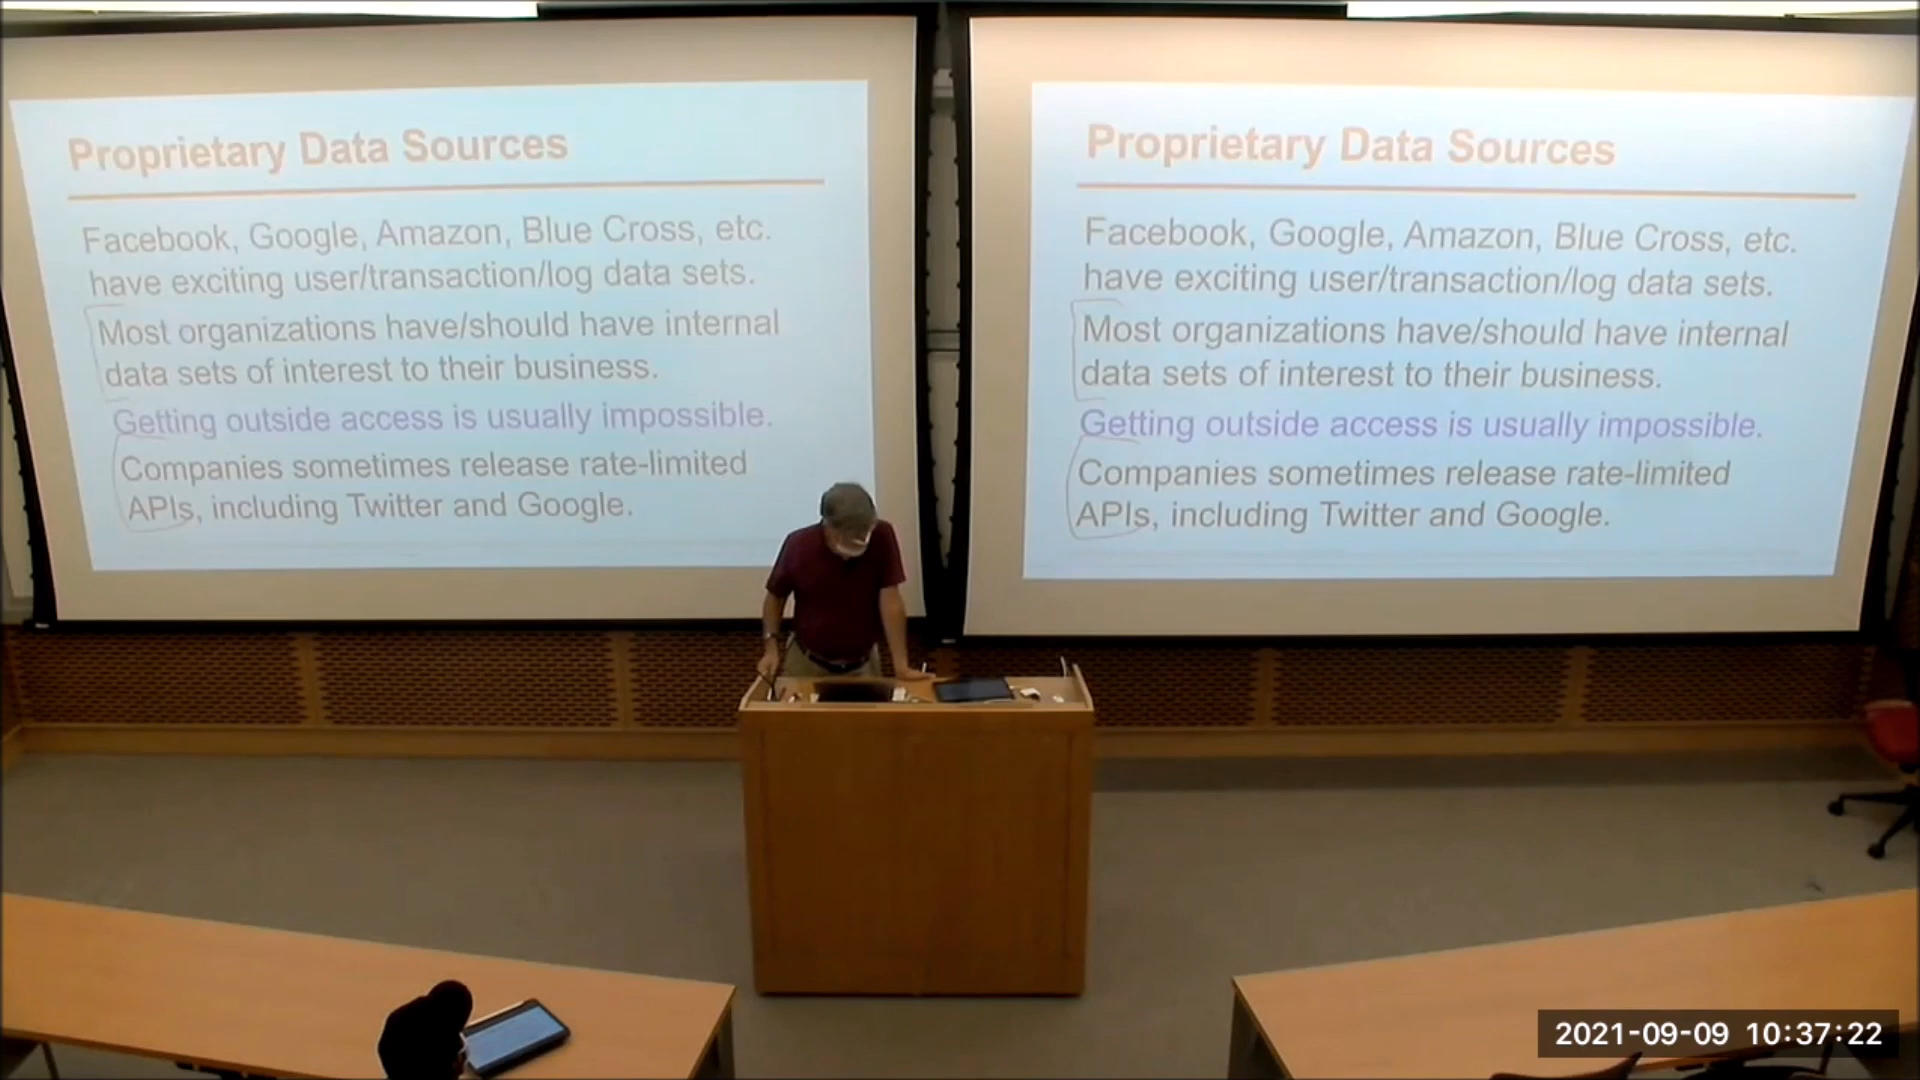 Proprietary Data Sources
Facebook, Google, Amazon, Blue Cross, etc.
have exciting user/transaction/log data sets.
Most organizations have/should have internal
data sets of interest to their business.
Getting outside access is usually impossible.
Companies sometimes release rate-limited
APIs, including Twitter and Google.
Proprietary Data Sources
Facebook, Google, Amazon, Blue Cross, etc.
have exciting user/transaction/log data sets.
Most organizations have/should have internal
data sets of interest to their business.
Getting outside access is usually impossible.
Companies sometimes release rate-limited
APIs, including Twitter and Google.
2021-09-09 10:37:22